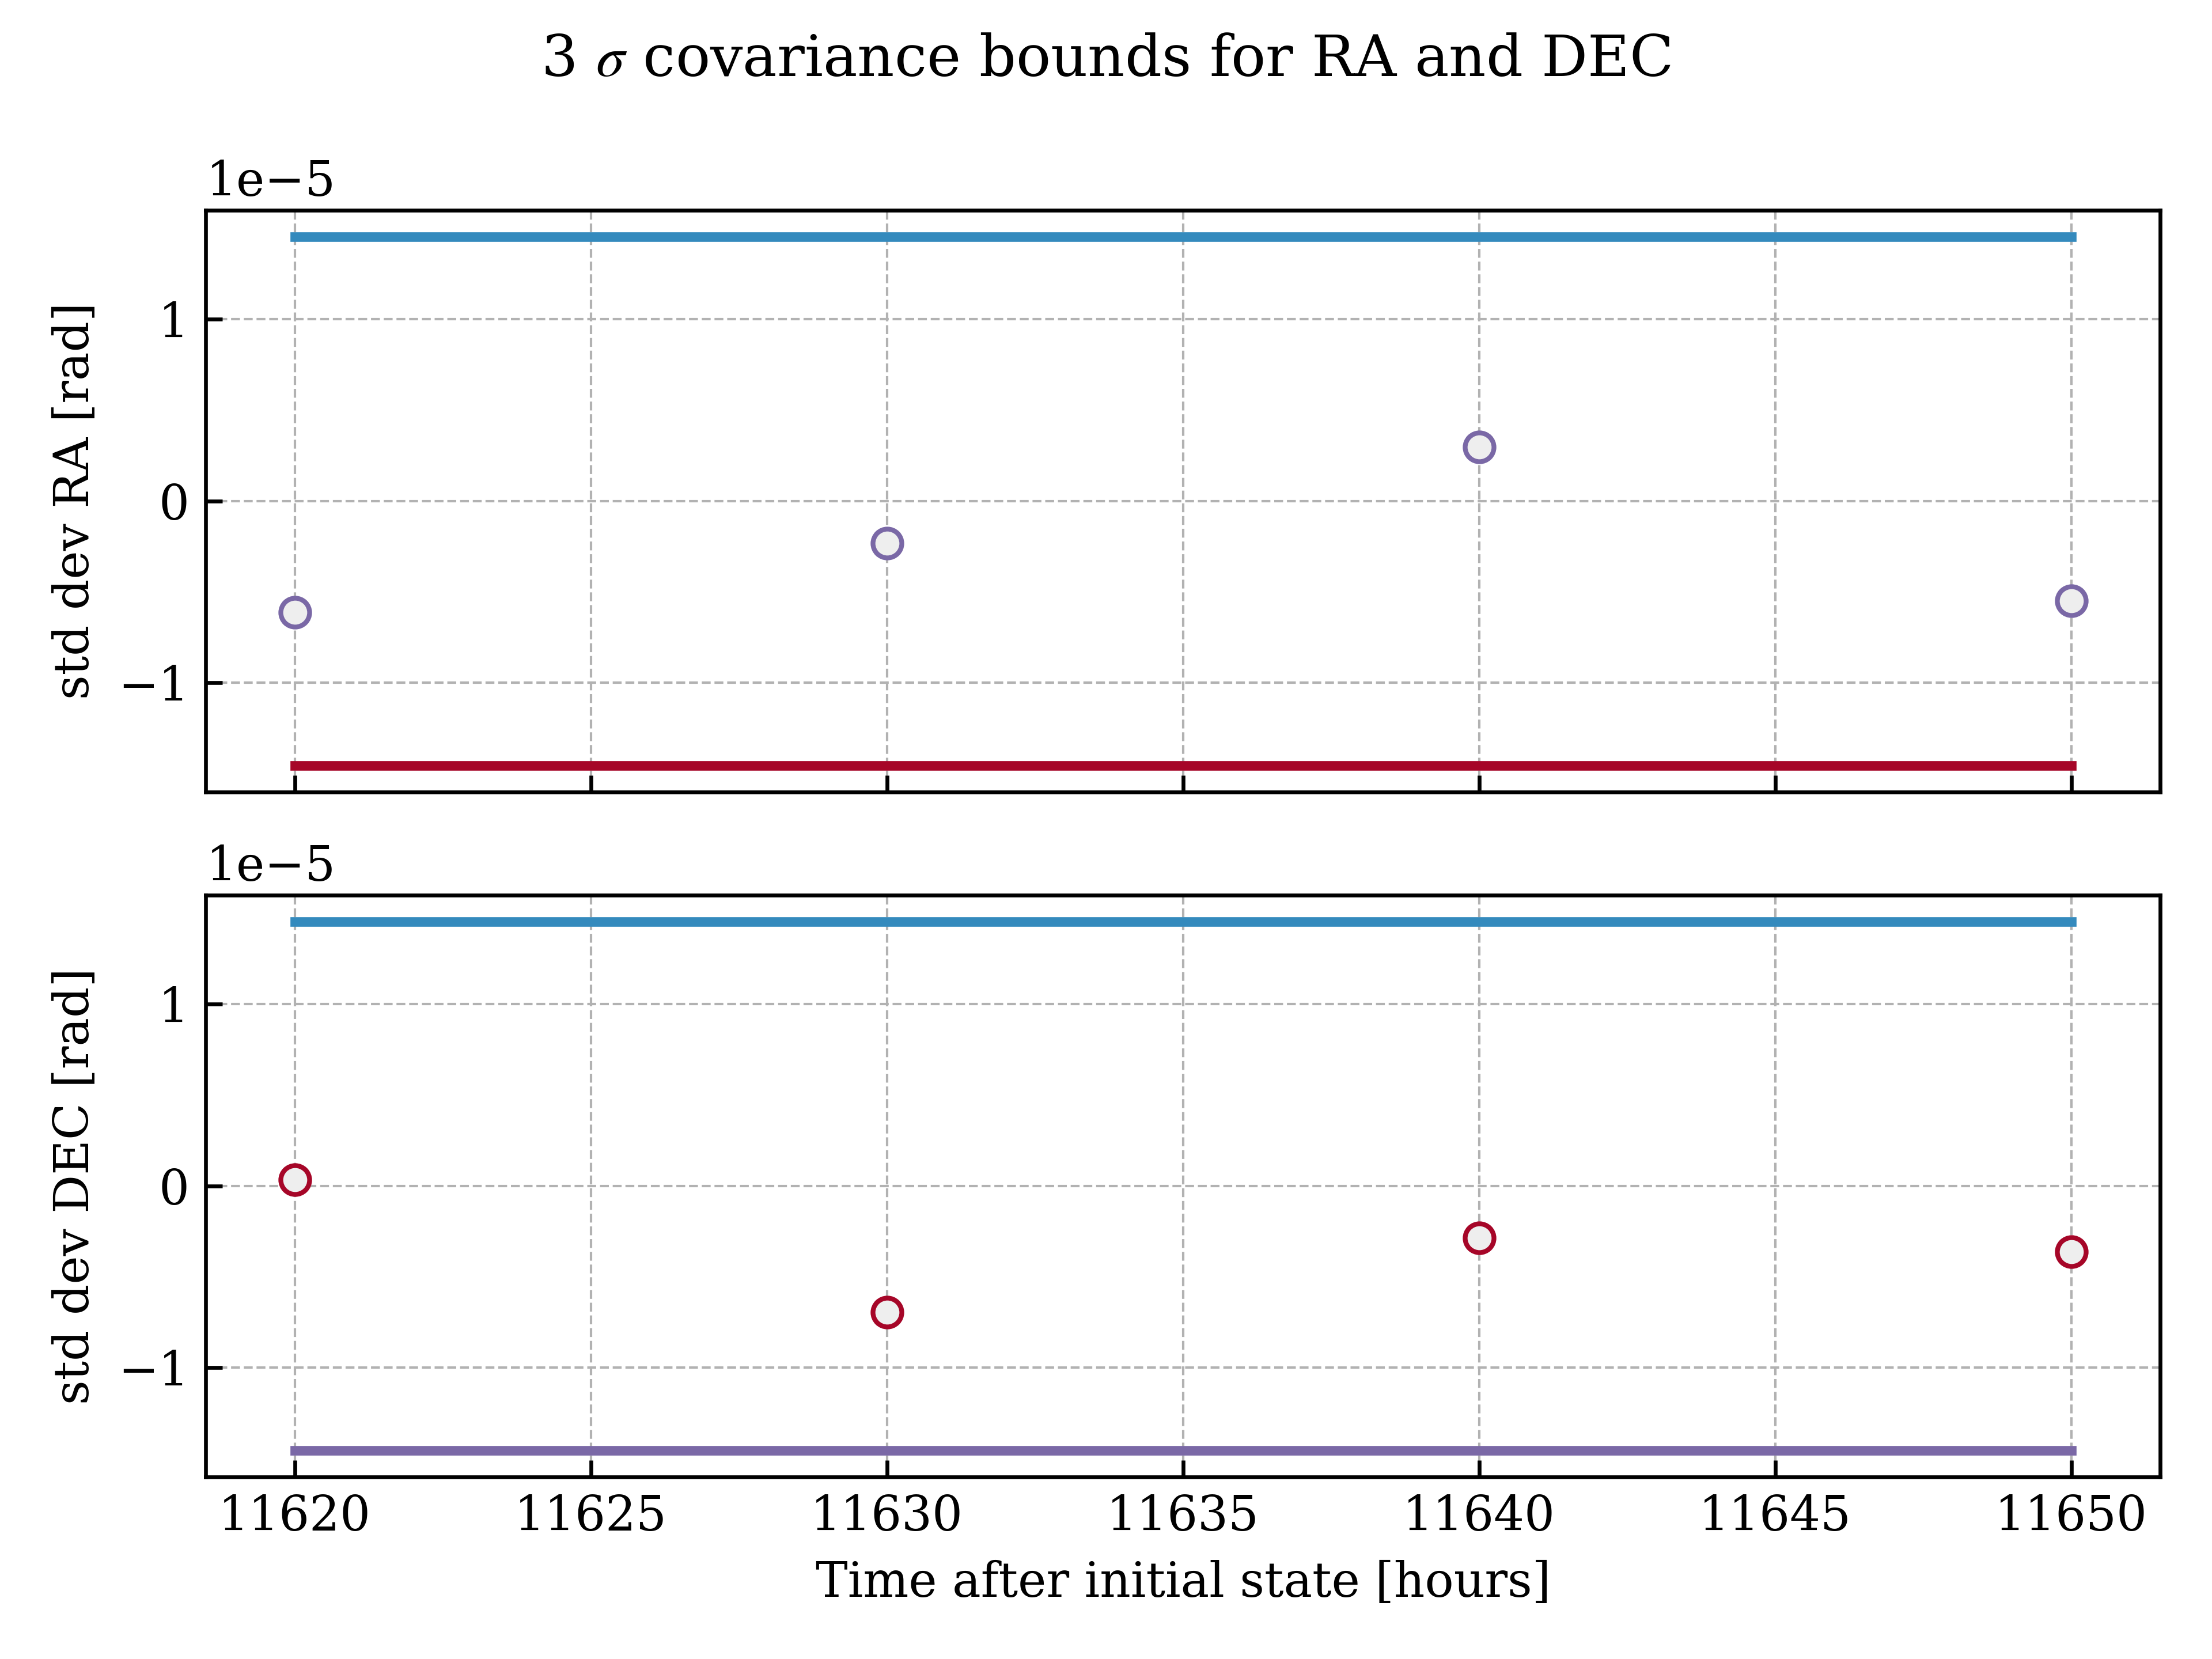 3 σ covariance bounds for RA and DEC
1e−5
1
0
−1
std dev RA [rad]
1e−5
1
0
−1
std dev DEC [rad]
11620 11625 11630 11635 11640 11645 11650
Time after initial state [hours]